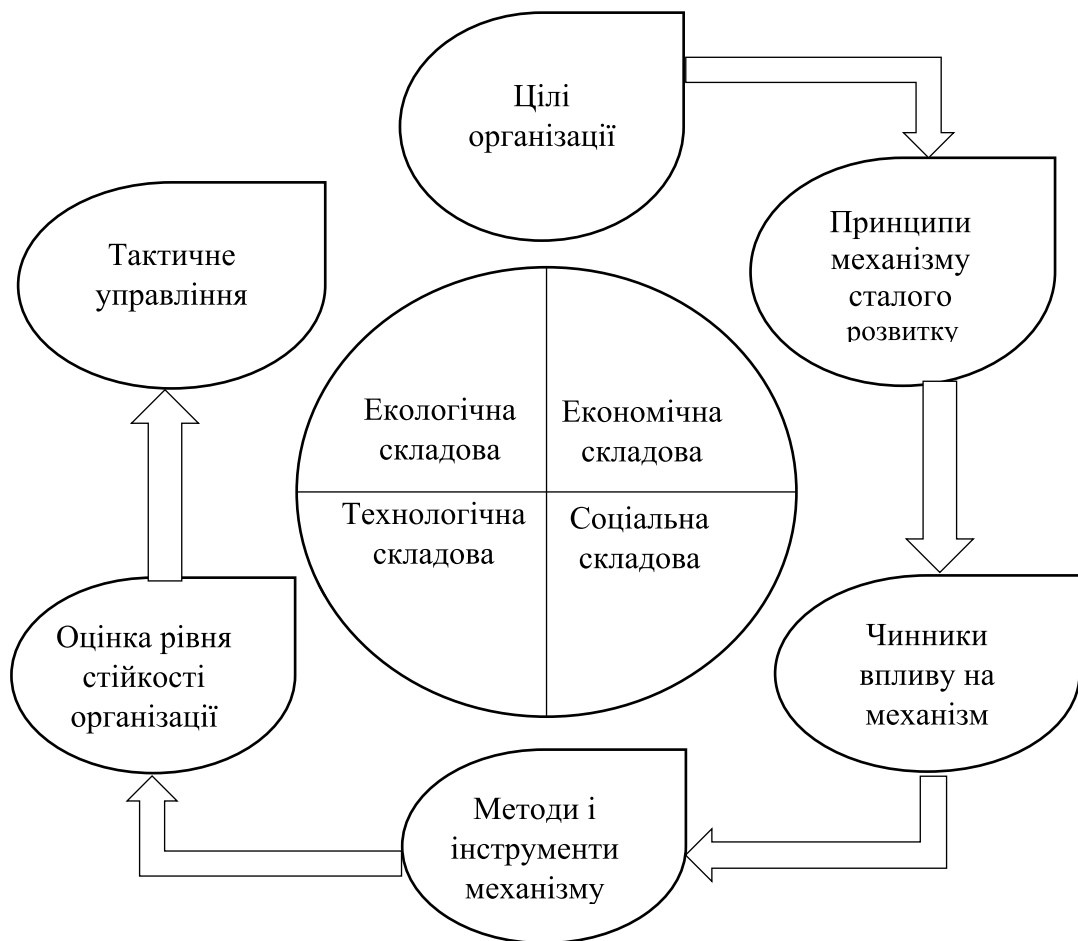 Цілі
організації
Принципи
механізму
сталого
розвитку
Тактичне
управління
Екологічна
складова
Економічна
складова
Технологічна
складова
Соціальна
складова
Оцінка рівня
стійкості
організації
Чинники
впливу на
механізм
Методи і
інструменти
механізму